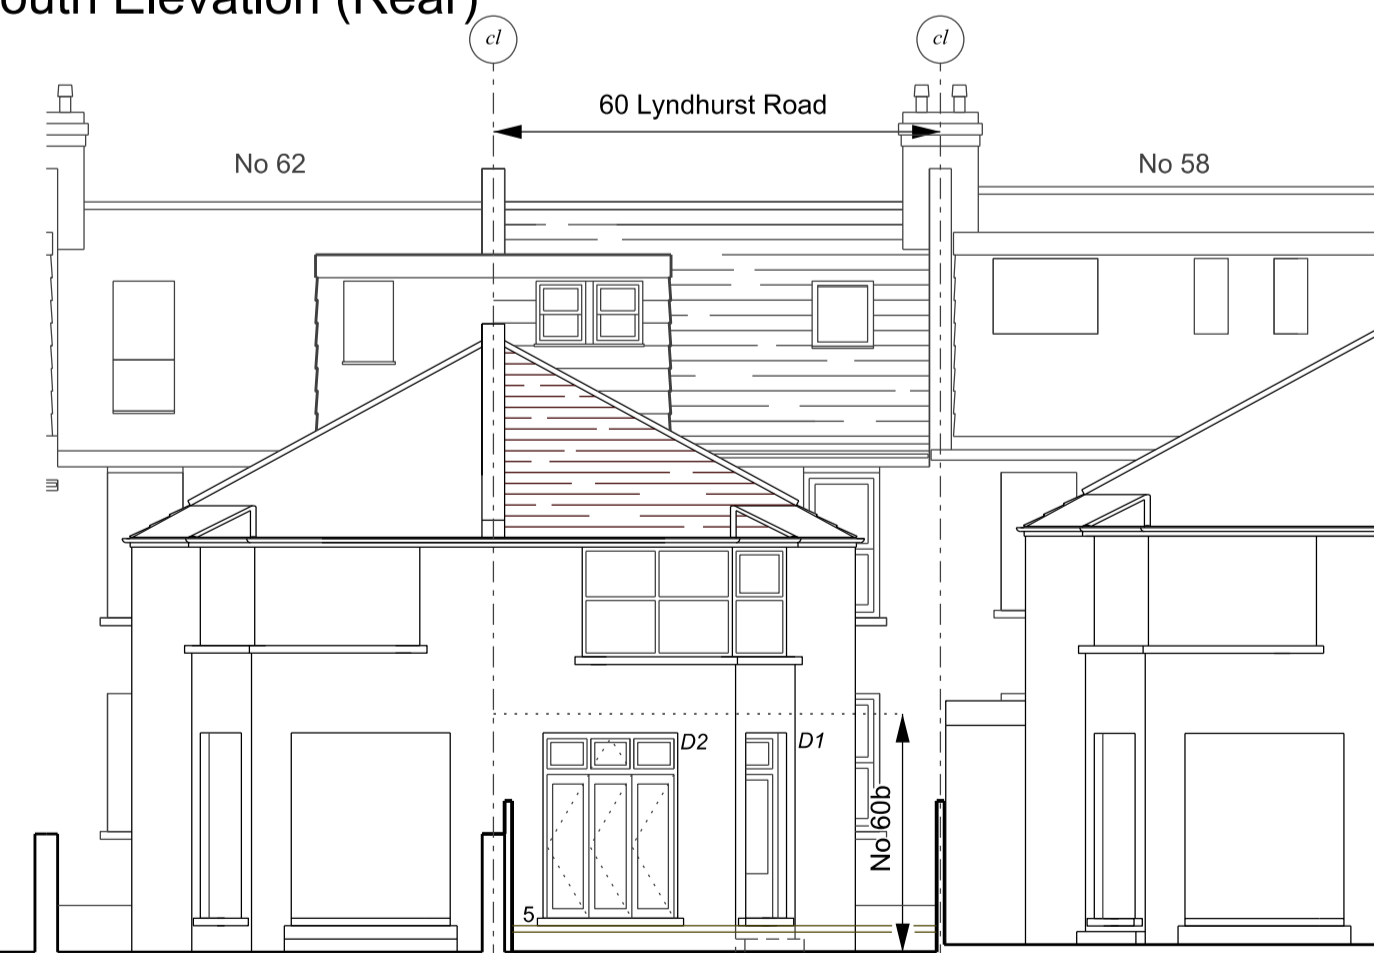 outh Elevation (Rear)
cl
cl
60 Lyndhurst Road
No 62
No 58
D2
D1
No 60b
5